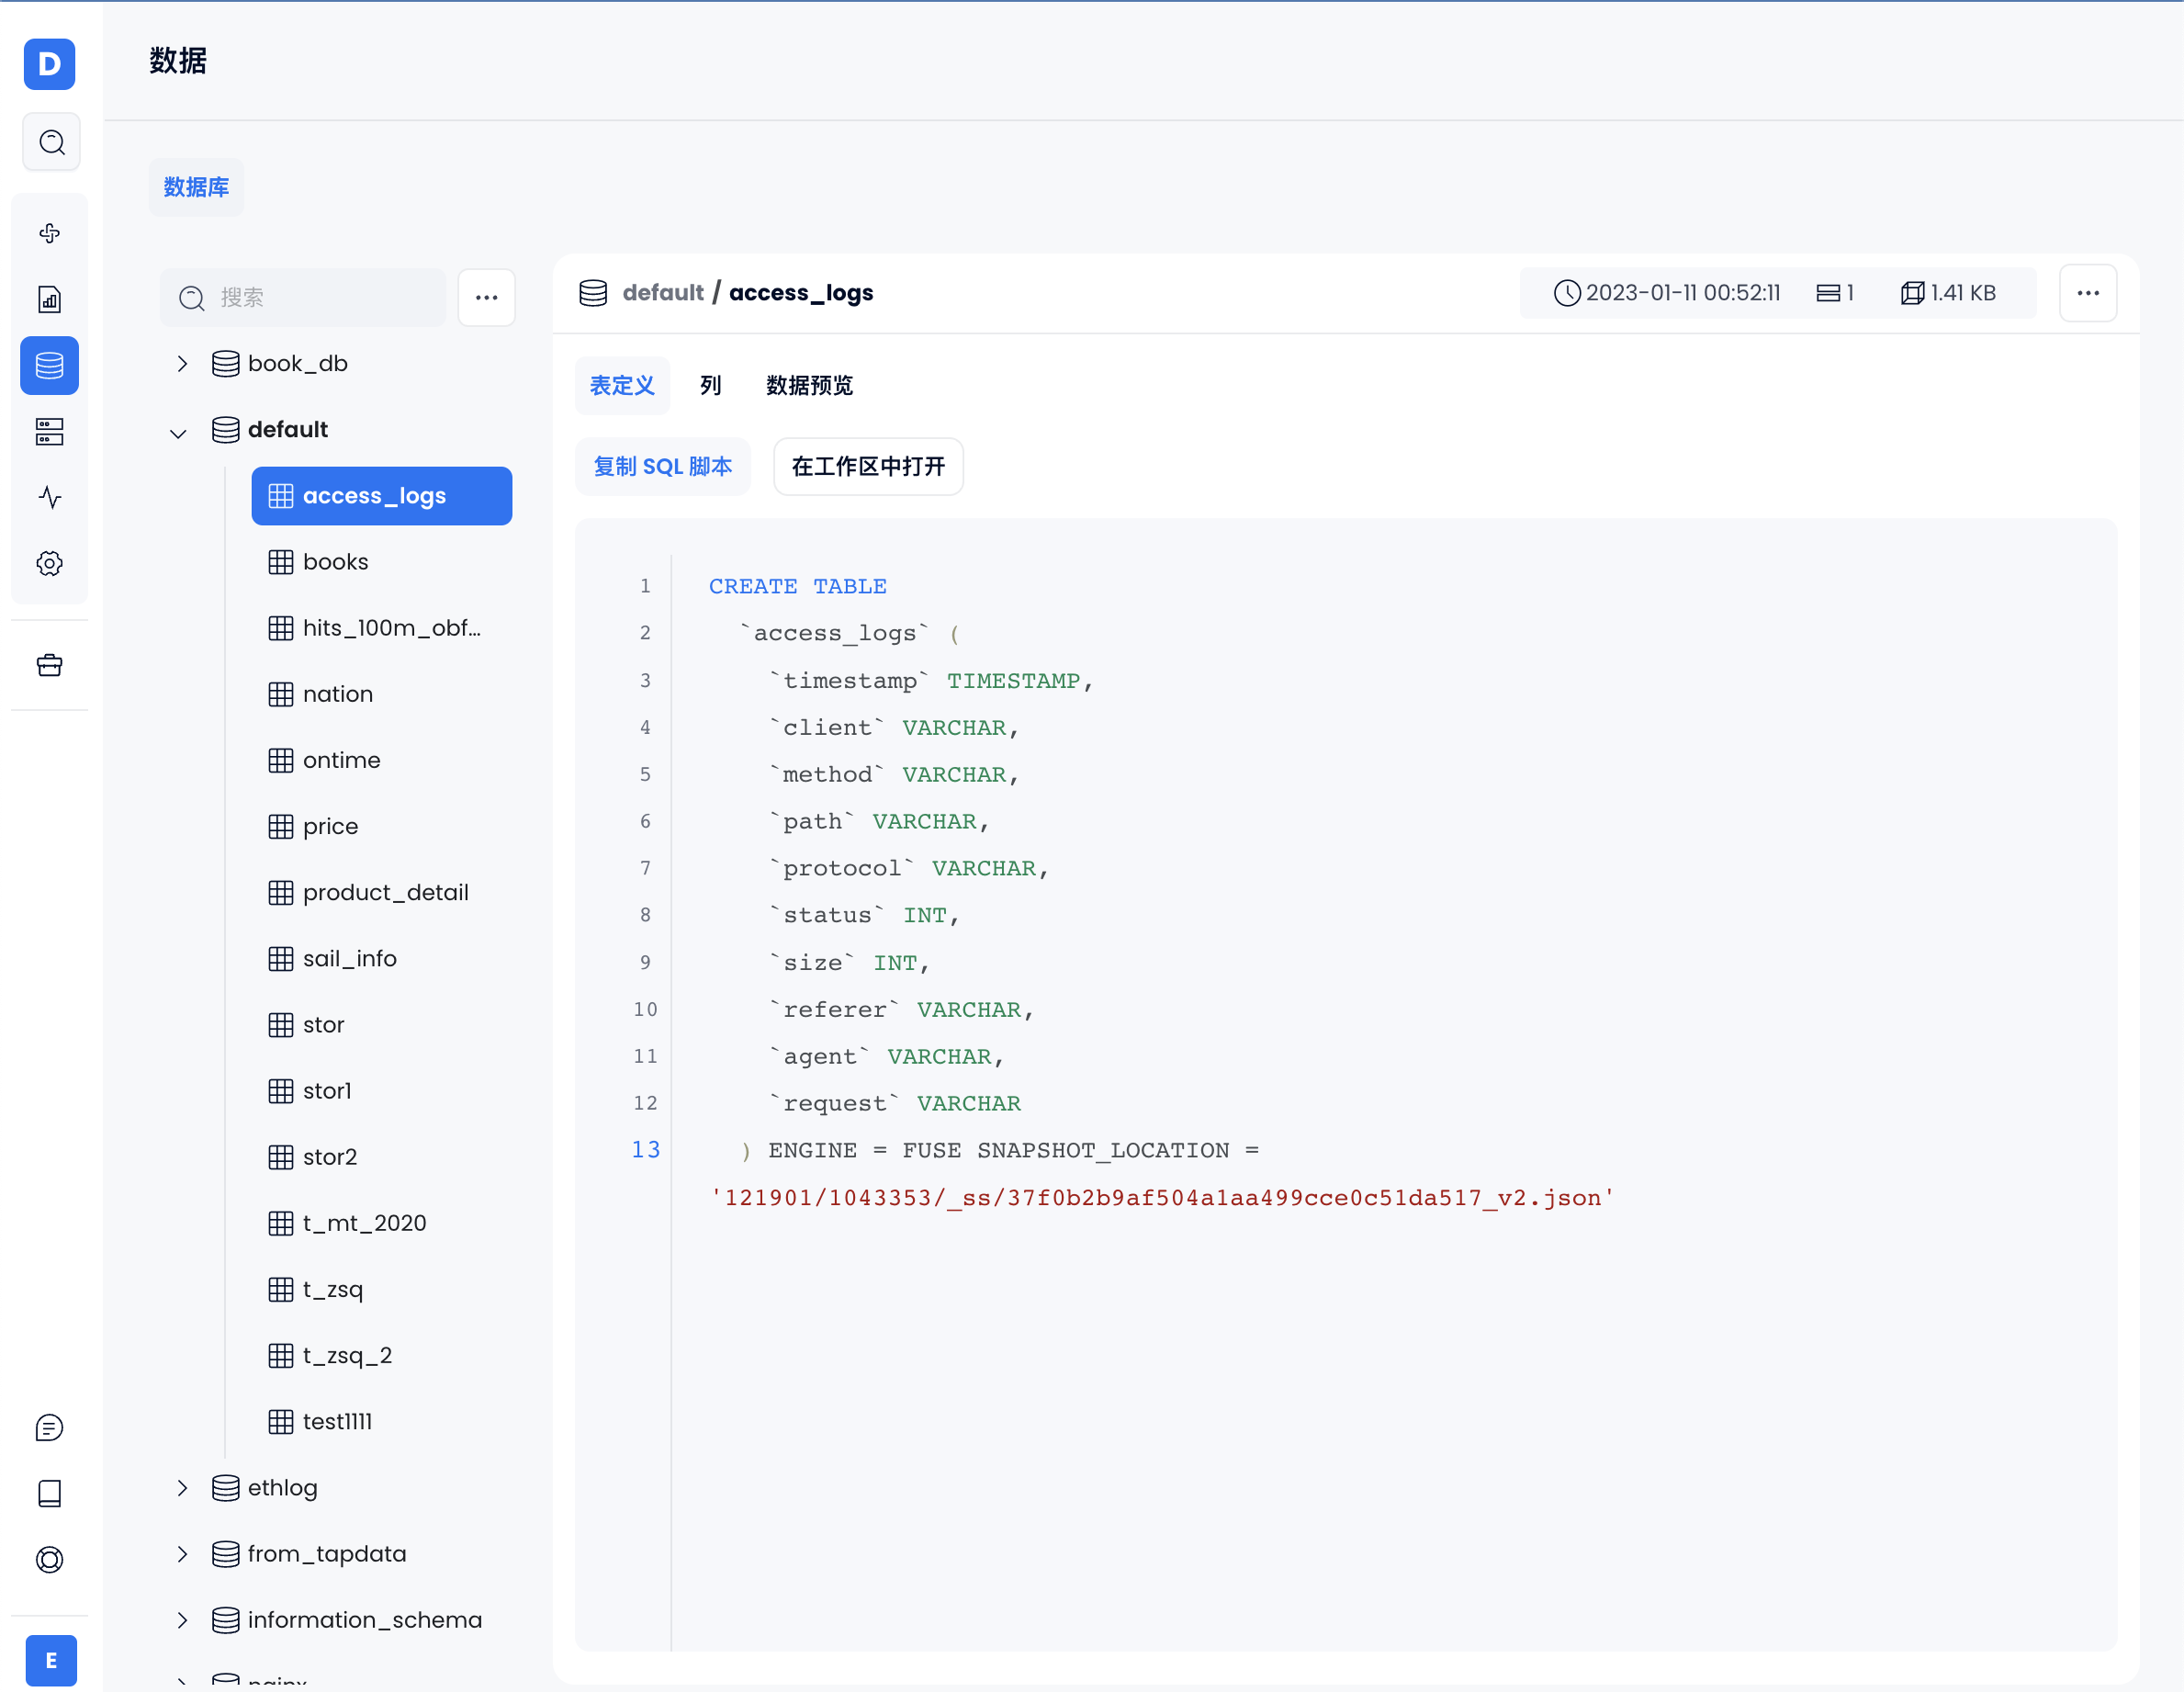 D
数据
数据库
搜索
book_db
default
access_logs
books
hits_100m_obf...
nation
ontime
price
product_detail
sail_info
stor
stor1
stor2
t_mt_2020
t_zsq
t_zsq_2
test1111
ethlog
from_tapdata
information_schema
E
default / access_logs
2023-01-11 00:52:11 1 1.41 KB
表定义 列 数据预览
复制 SQL 脚本 在工作区中打开
1 CREATE TABLE
2 `access_logs` (
3 `timestamp` TIMESTAMP,
4 `client` VARCHAR,
5 `method` VARCHAR,
6 `path` VARCHAR,
7 `protocol` VARCHAR,
8 `status` INT,
9 `size` INT,
10 `referer` VARCHAR,
11 `agent` VARCHAR,
12 `request` VARCHAR
13 ) ENGINE = FUSE SNAPSHOT_LOCATION =
'121901/1043353/_ss/37f0b2b9af504a1aa499cce0c51da517_v2.json'